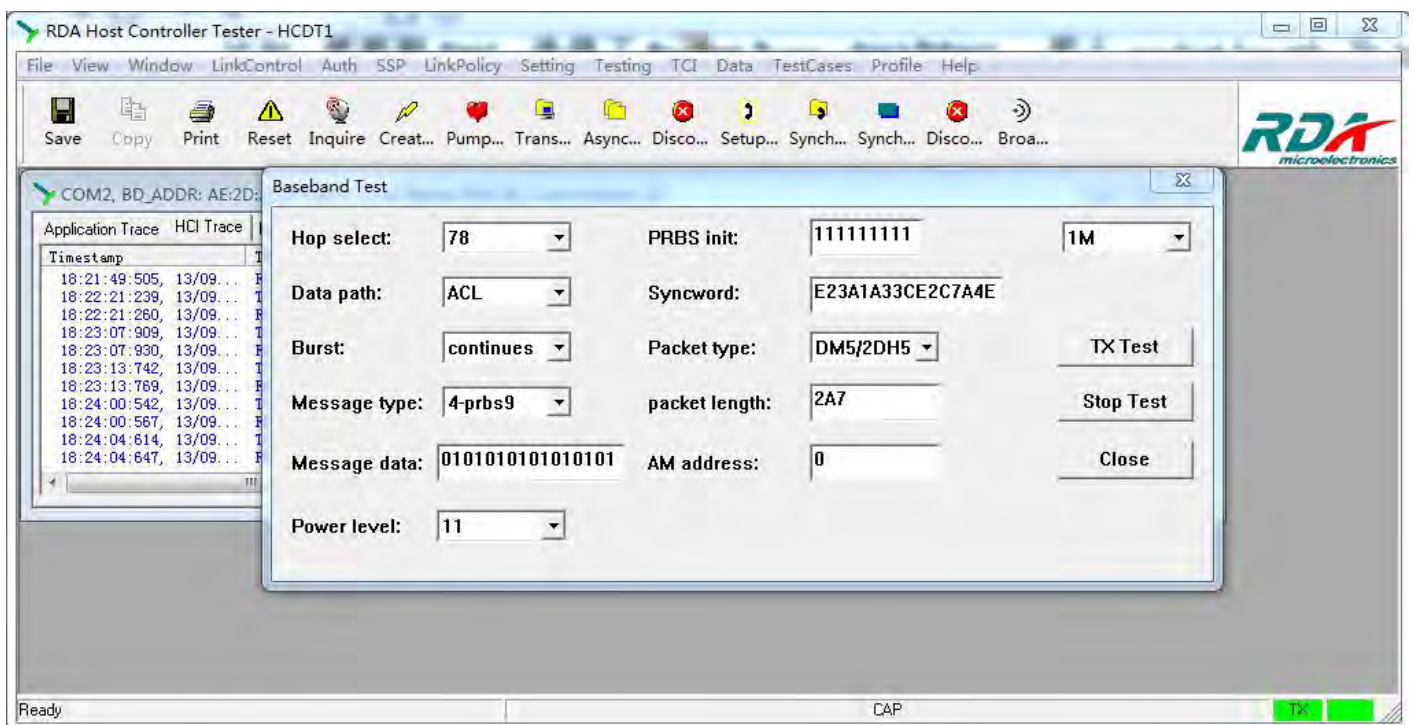 RDA Host Controller Tester - HCDT1
File View Window LinkControl Auth SSP LinkPolicy Setting Testing TCI Data TestCases Profile Help
Save Copy Print Reset Inquire Creat... Pump... Trans... Async... Disco... Setup... Synch... Synch... Disco... Broa...
RDA
microelectronics
COM2, BD_ADDR: AE:2D:
Application Trace HCI Trace
Timestamp
18:21:49:505, 13/09...
18:22:21:239, 13/09...
18:22:21:260, 13/09...
18:23:07:909, 13/09...
18:23:07:930, 13/09...
18:23:13:742, 13/09...
18:23:13:769, 13/09...
18:24:00:542, 13/09...
18:24:00:567, 13/09...
18:24:04:614, 13/09...
18:24:04:647, 13/09...
Baseband Test
Hop select: 78 PRBS init: 111111111 1M
Data path: ACL Syncword: E23A1A33CE2C7A4E
Burst: continues Packet type: DM5/2DH5 TX Test
Message type: 4-prbs9 packet length: 2A7 Stop Test
Message data: 0101010101010101 AM address: 0 Close
Power level: 11
Ready CAP TX